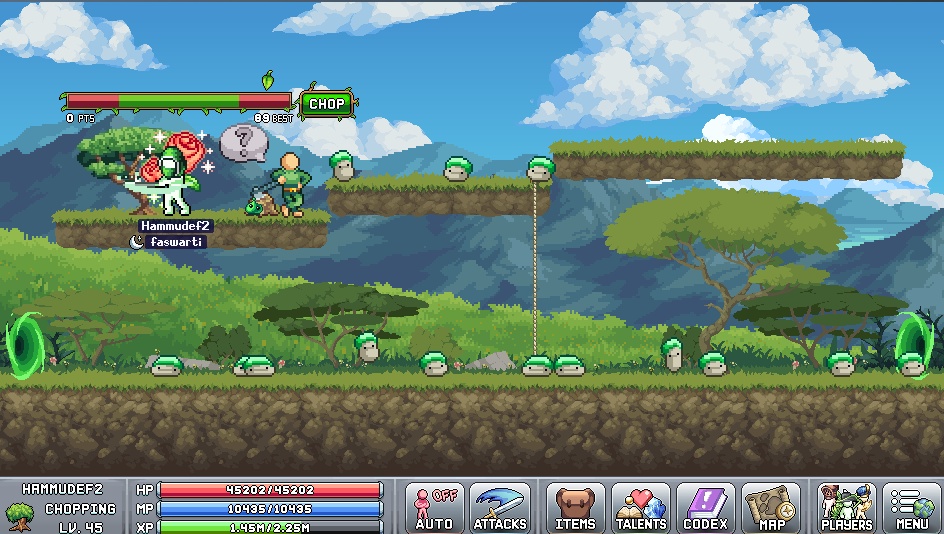 CHOP
0 PTS
89 BEST
?
Hammudef2
faswarti
HAMMUDEF2
CHOPPING
LV. 45
HP 45202/45202
MP 10435/10435
XP 1.45M/2.25M
OFF
AUTO
ATTACKS
ITEMS
TALENTS
CODEX
MAP
PLAYERS
MENU